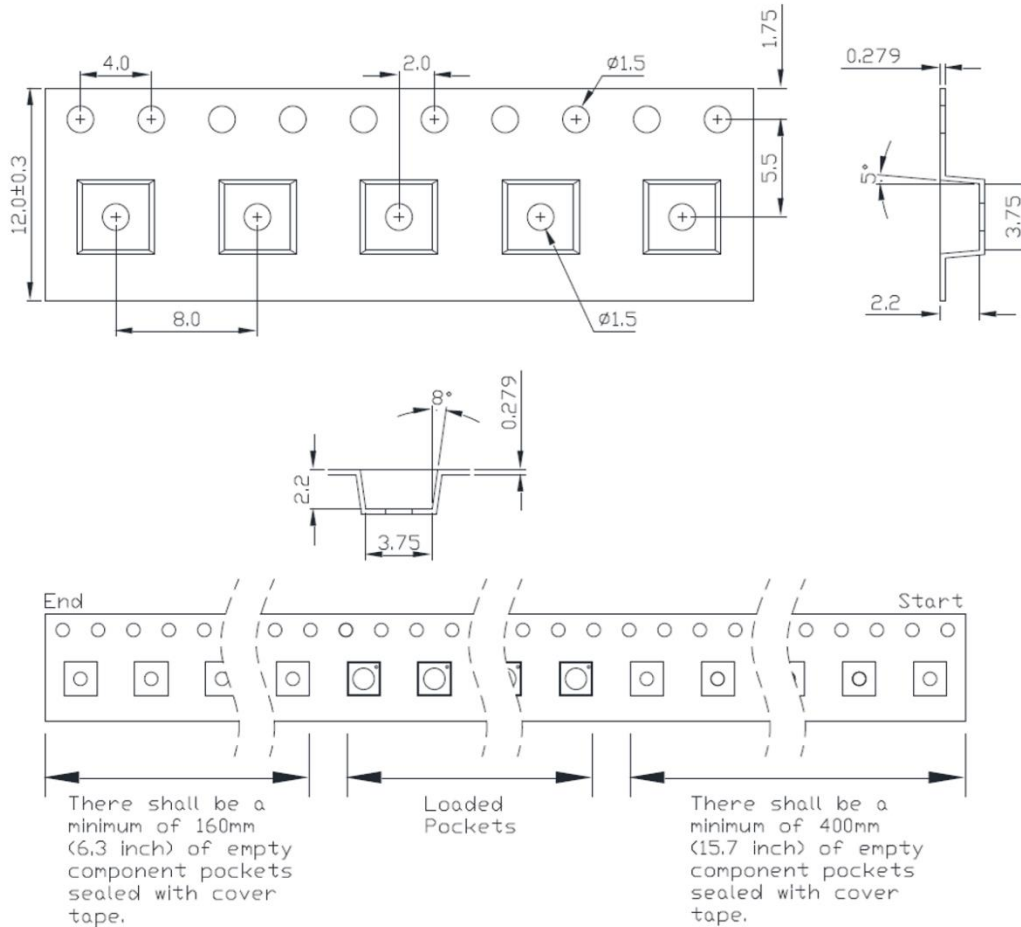 4.0
2.0
ø1.5
1.75
0.279
12.0±0.3
5.5
5°
3.75
8.0
ø1.5
2.2
8°
0.279
2.2
3.75
End
Start
There shall be a
minimum of 160mm
(6.3 inch) of empty
component pockets
sealed with cover
tape.
Loaded
Pockets
There shall be a
minimum of 400mm
(15.7 inch) of empty
component pockets
sealed with cover
tape.